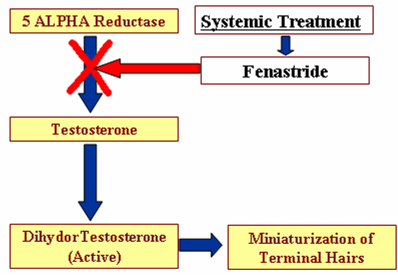 5 ALPHA Reductase
Systemic Treatment
Fenastride
Testosterone
DihydorTestosterone
(Active)
Miniaturization of
Terminal Hairs